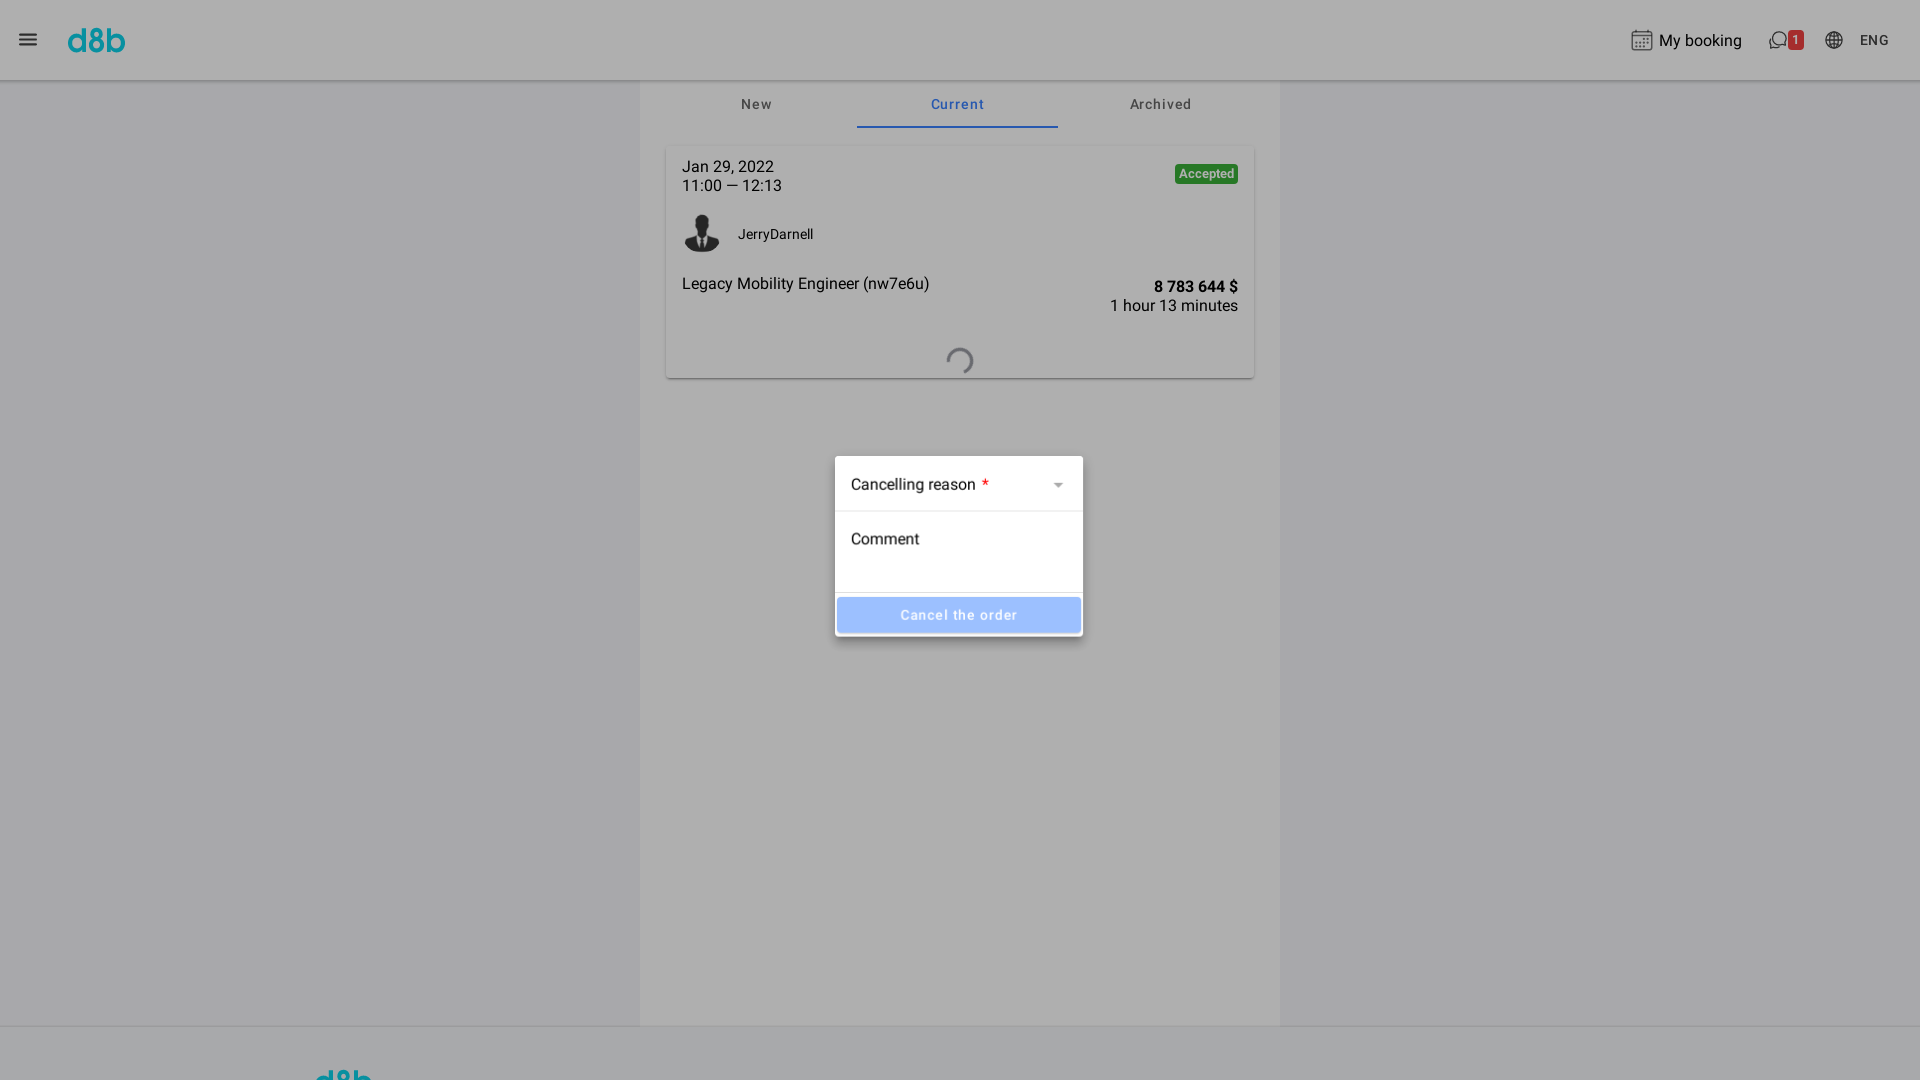 d8b
My booking
1
ENG
New
Current
Archived
Jan 29, 2022
11:00 — 12:13
Accepted
JerryDarnell
Legacy Mobility Engineer (nw7e6u)
8 783 644 $
1 hour 13 minutes
Cancelling reason *
Comment
Cancel the order
d8b